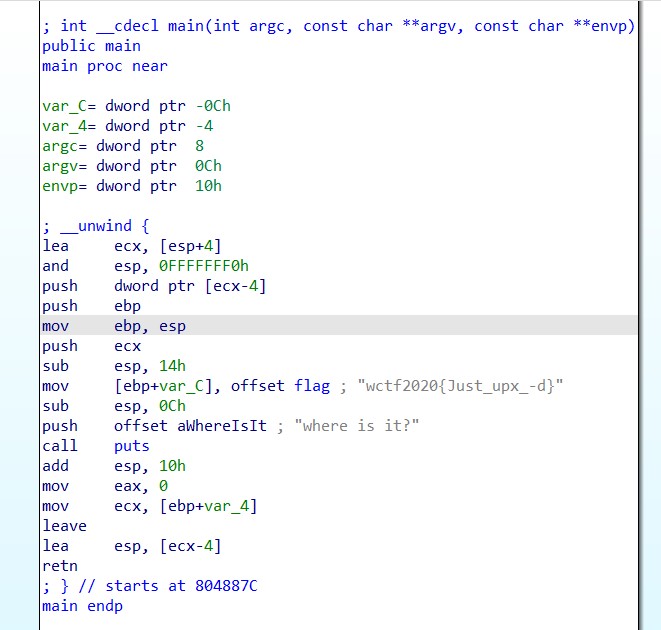 ; int __cdecl main(int argc, const char **argv, const char **envp)
public main
main proc near
var_C= dword ptr -0Ch
var_4= dword ptr -4
argc= dword ptr  8
argv= dword ptr  0Ch
envp= dword ptr  10h
; __unwind {
lea     ecx, [esp+4]
and     esp, 0FFFFFFF0h
push    dword ptr [ecx-4]
push    ebp
mov     ebp, esp
push    ecx
sub     esp, 14h
mov     [ebp+var_C], offset flag ; "wctf2020{Just_upx_-d}"
sub     esp, 0Ch
push    offset aWhereIsIt ; "where is it?"
call    puts
add     esp, 10h
mov     eax, 0
mov     ecx, [ebp+var_4]
leave
lea     esp, [ecx-4]
retn
; } // starts at 804887C
main endp